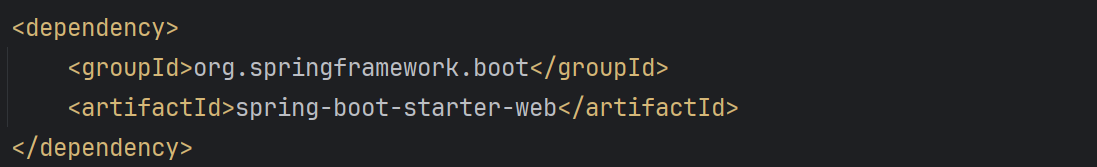 <dependency>
    <groupId>org.springframework.boot</groupId>
    <artifactId>spring-boot-starter-web</artifactId>
</dependency>